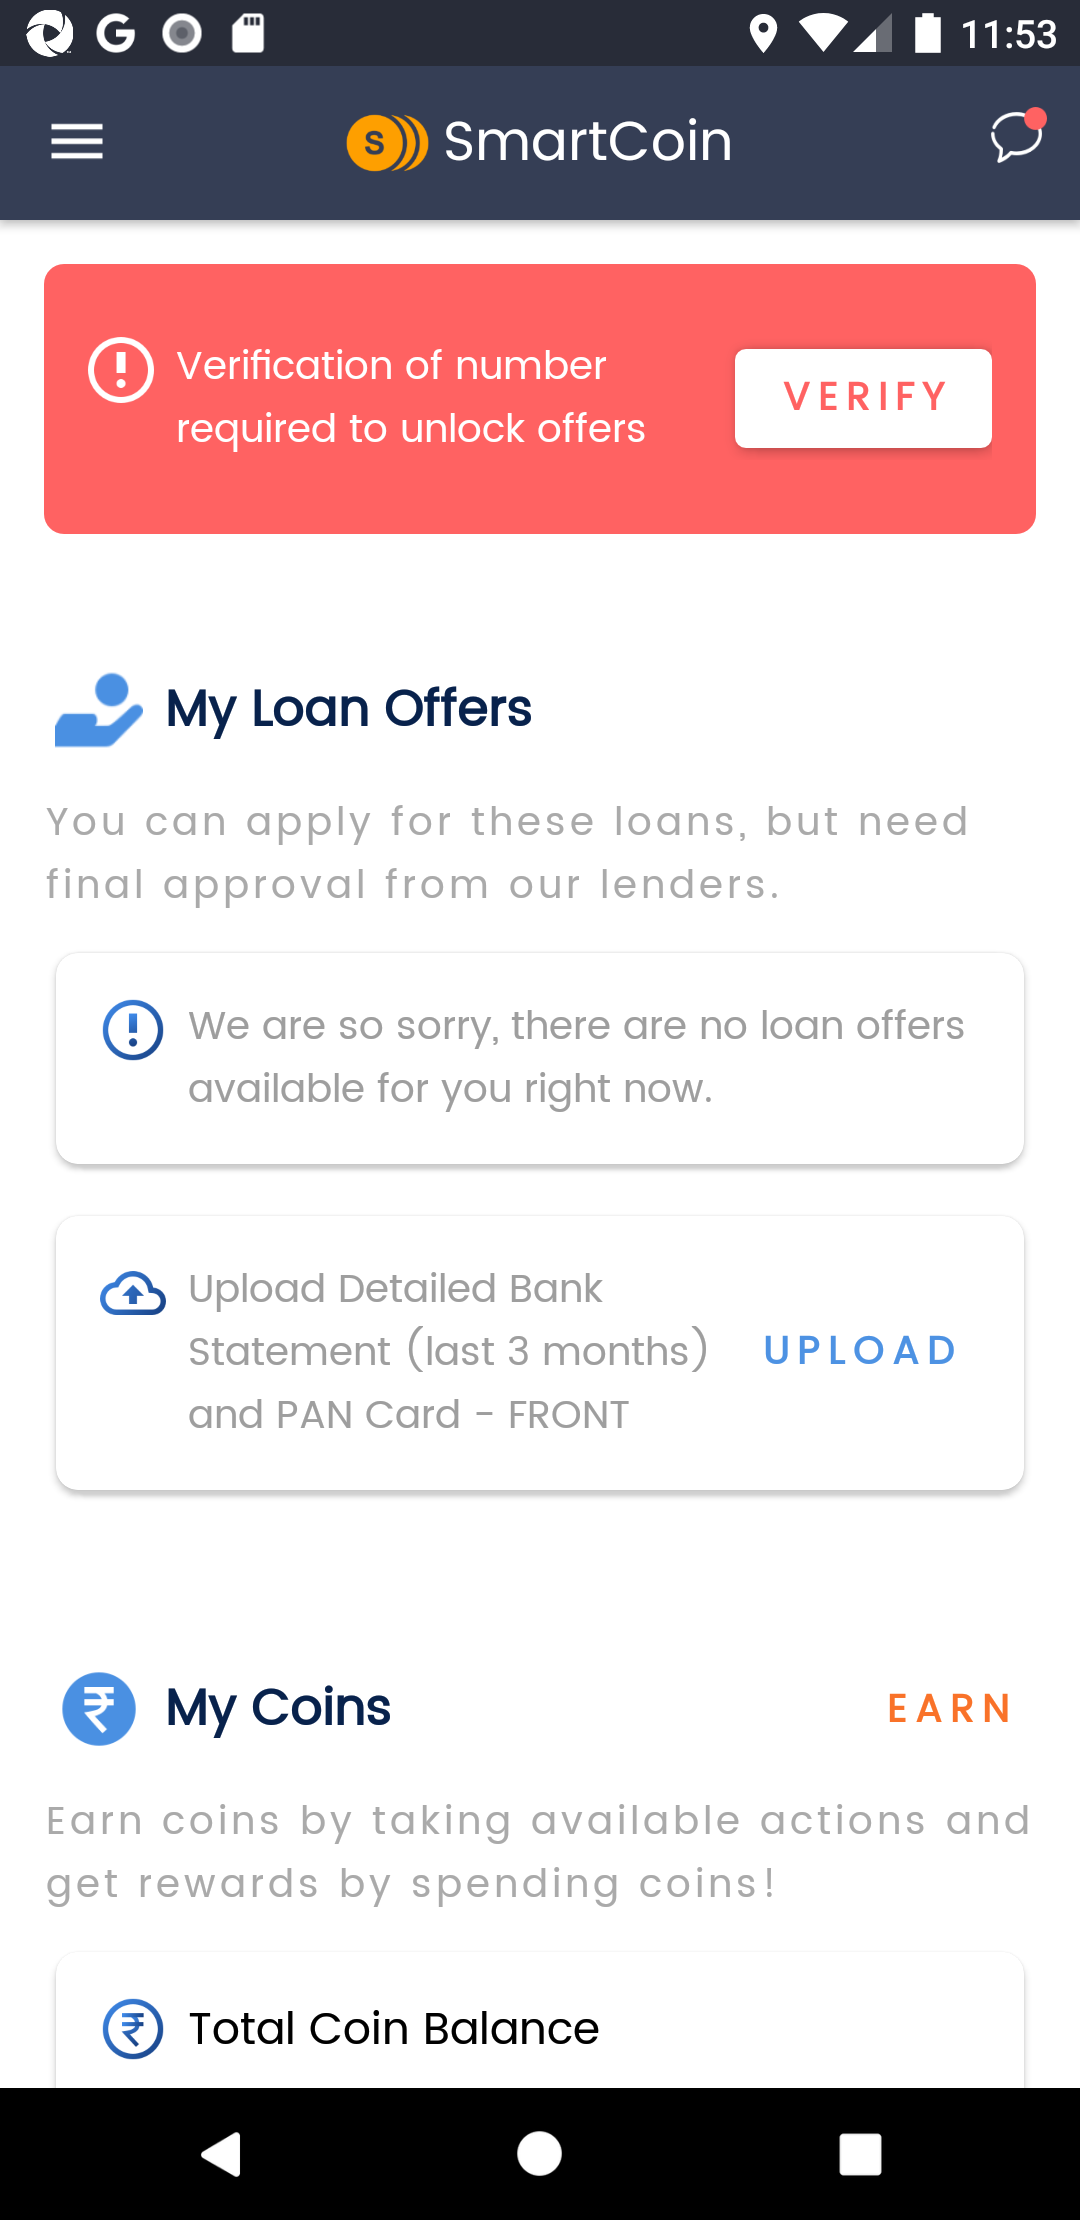 11:53
SmartCoin
Verification of number
required to unlock offers
VERIFY
My Loan Offers
You can apply for these loans, but need
final approval from our lenders.
We are so sorry, there are no loan offers
available for you right now.
Upload Detailed Bank
Statement (last 3 months)
and PAN Card - FRONT
UPLOAD
My Coins
EARN
Earn coins by taking available actions and
get rewards by spending coins!
Total Coin Balance